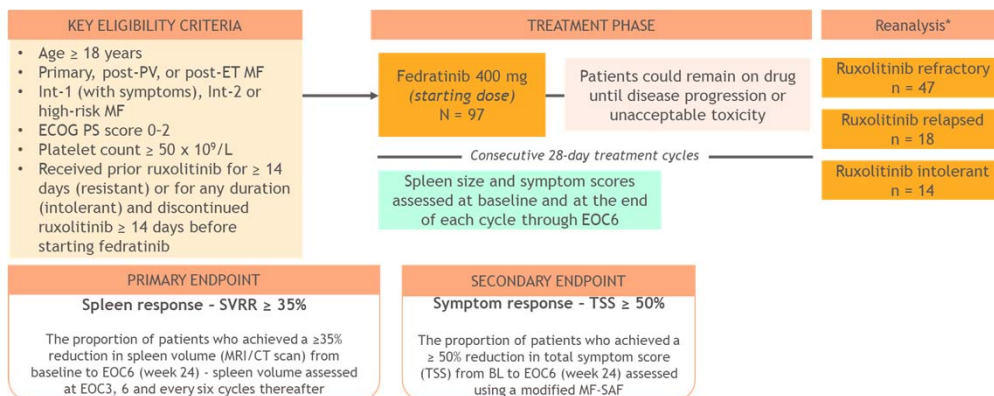 KEY ELIGIBILITY CRITERIA
• Age ≥ 18 years
• Primary, post-PV, or post-ET MF
• Int-1 (with symptoms), Int-2 or
high-risk MF
• ECOG PS score 0-2
• Platelet count ≥ 50 x 10⁹/L
• Received prior ruxolitinib for ≥ 14
days (resistant) or for any duration
(intolerant) and discontinued
ruxolitinib ≥ 14 days before
starting fedratinib
TREATMENT PHASE
Fedratinib 400 mg
(starting dose)
N = 97
Patients could remain on drug
until disease progression or
unacceptable toxicity
Consecutive 28-day treatment cycles
Spleen size and symptom scores
assessed at baseline and at the end
of each cycle through EOC6
Reanalysis*
Ruxolitinib refractory
n = 47
Ruxolitinib relapsed
n = 18
Ruxolitinib intolerant
n = 14
PRIMARY ENDPOINT
Spleen response – SVRR ≥ 35%
The proportion of patients who achieved a ≥35%
reduction in spleen volume (MRI/CT scan) from
baseline to EOC6 (week 24) - spleen volume assessed
at EOC3, 6 and every six cycles thereafter
SECONDARY ENDPOINT
Symptom response – TSS ≥ 50%
The proportion of patients who achieved a
≥ 50% reduction in total symptom score
(TSS) from BL to EOC6 (week 24) assessed
using a modified MF-SAF